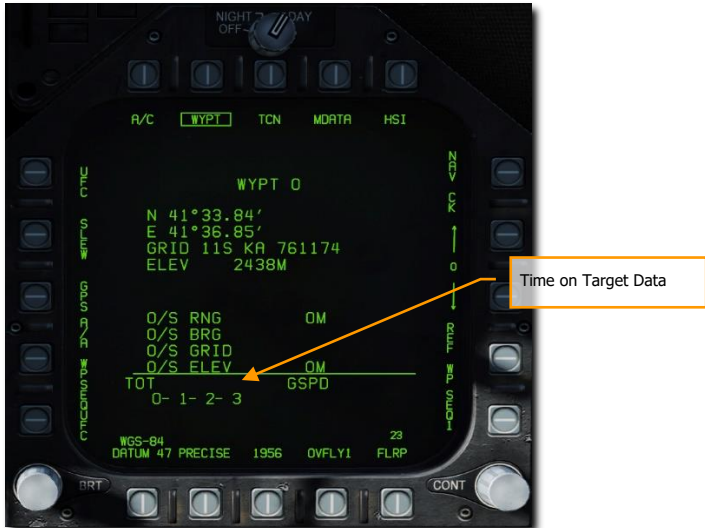 NIGHT DAY
OFF
A/C WYPT TCN MDATA HSI
NAV CK
UFC
WYPT 0
N 41°33.84′
E 41°36.85′
GRID 11S KA 761174
ELEV 2438M
SLEW
0
Time on Target Data
GPS
O/S RNG 0M
O/S BRG
O/S GRID
O/S ELEV 0M
A/A
REF WP
TOT GSPD
0- 1- 2- 3
WPSEQUFC
SEQ1
WGS-84 23
DATUM 47 PRECISE 1956 OVFLY1 FLRP
BRT CONT